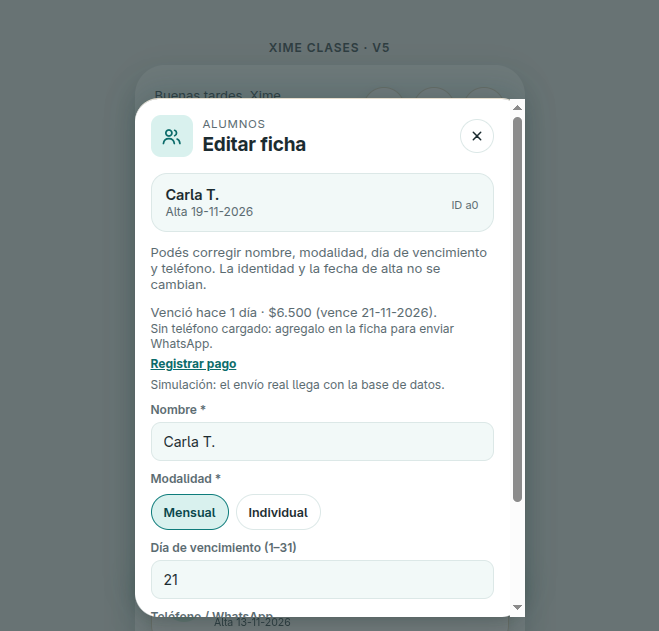 XIME CLASES · V5
Buenas tardes, Xime
ALUMNOS
Editar ficha
Carla T.
Alta 19-11-2026
ID a0
Podés corregir nombre, modalidad, día de vencimiento
y teléfono. La identidad y la fecha de alta no se
cambian.
Venció hace 1 día · $6.500 (vence 21-11-2026).
Sin teléfono cargado: agregalo en la ficha para enviar
WhatsApp.
Registrar pago
Simulación: el envío real llega con la base de datos.
Nombre *
Carla T.
Modalidad *
Mensual
Individual
Día de vencimiento (1–31)
21
Teléfono / WhatsApp
Alta 13-11-2026